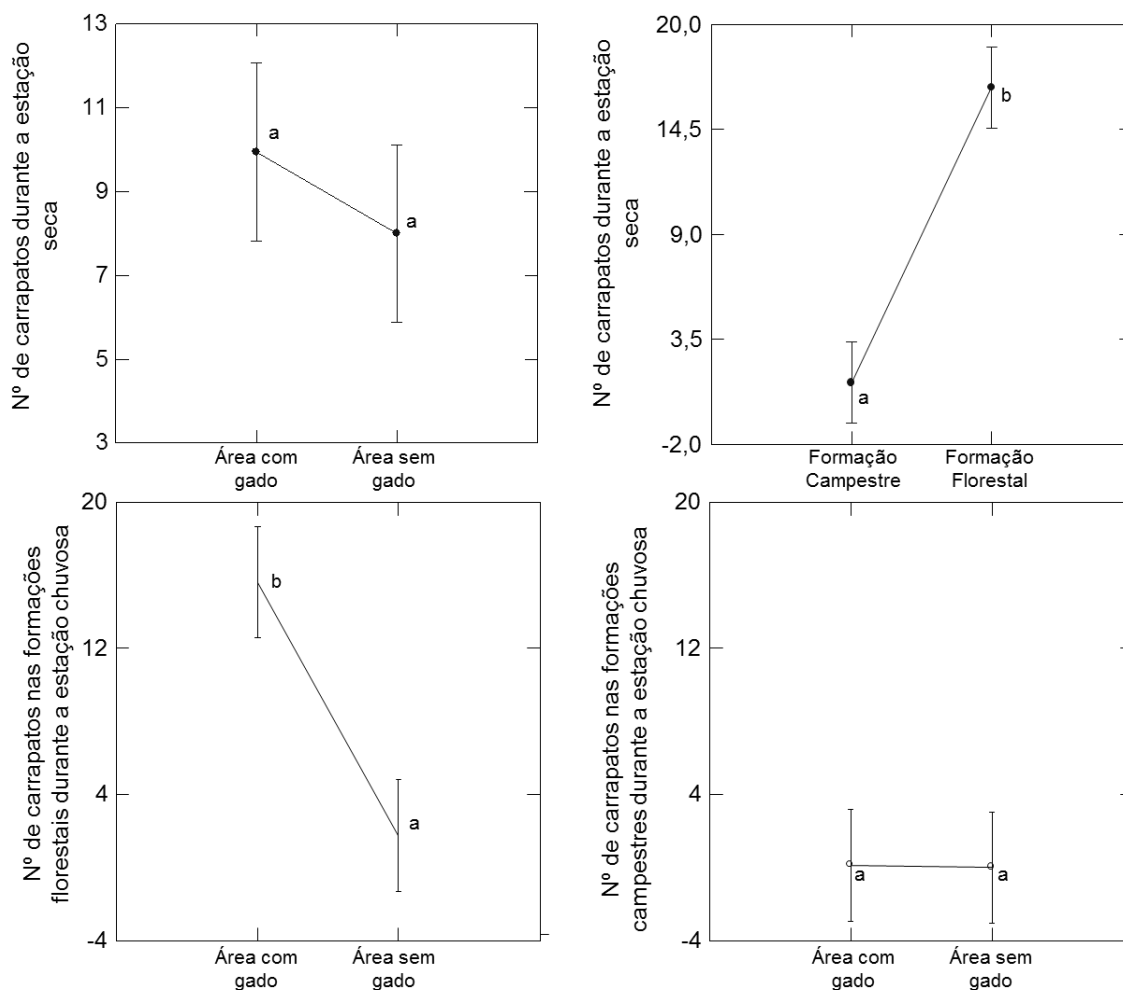 Nº de carrapatos durante a estação
seca
13
11
9
7
5
3
a
a
Área com
gado
Área sem
gado
Nº de carrapatos durante a estação
seca
20,0
14,5
9,0
3,5
-2,0
a
b
Formação
Campestre
Formação
Florestal
Nº de carrapatos nas formações
florestais durante a estação chuvosa
20
12
4
-4
b
a
Área com
gado
Área sem
gado
Nº de carrapatos nas formações
campestres durante a estação chuvosa
20
12
4
-4
a
a
Área com
gado
Área sem
gado